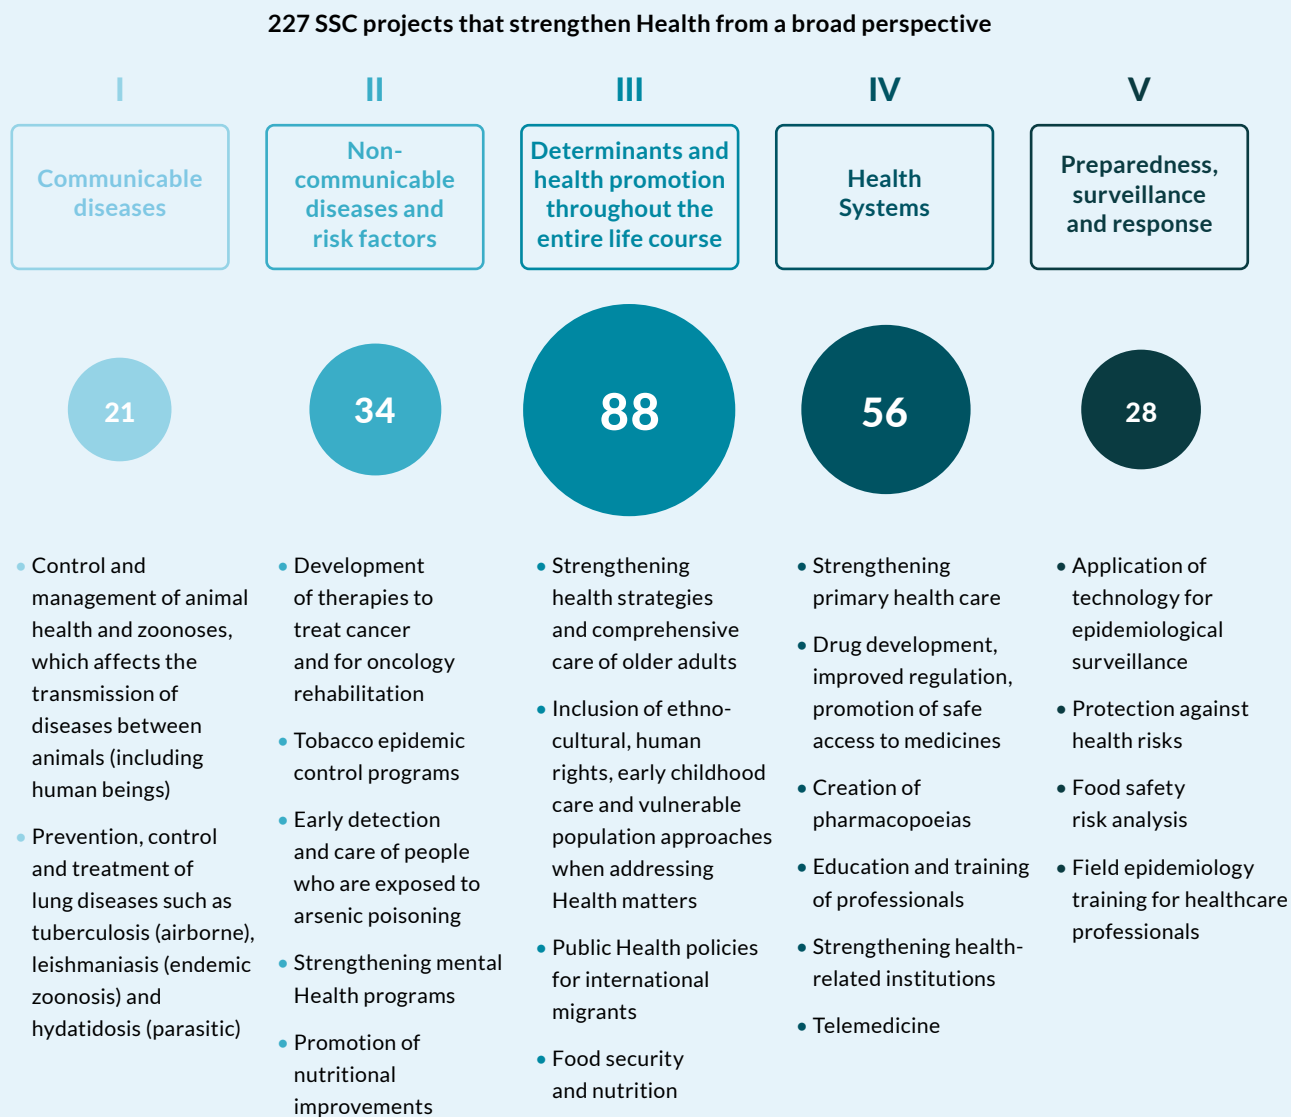 227 SSC projects that strengthen Health from a broad perspective
I
Communicable
diseases
21
• Control and
management of animal
health and zoonoses,
which affects the
transmission of
diseases between
animals (including
human beings)
• Prevention, control
and treatment of
lung diseases such as
tuberculosis (airborne),
leishmaniasis (endemic
zoonosis) and
hydatidosis (parasitic)
II
Non-
communicable
diseases and
risk factors
34
• Development
of therapies to
treat cancer
and for oncology
rehabilitation
• Tobacco epidemic
control programs
• Early detection
and care of people
who are exposed to
arsenic poisoning
• Strengthening mental
Health programs
• Promotion of
nutritional
improvements
III
Determinants and
health promotion
throughout the
entire life course
88
• Strengthening
health strategies
and comprehensive
care of older adults
• Inclusion of ethno-
cultural, human
rights, early childhood
care and vulnerable
population approaches
when addressing
Health matters
• Public Health policies
for international
migrants
• Food security
and nutrition
IV
Health
Systems
56
• Strengthening
primary health care
• Drug development,
improved regulation,
promotion of safe
access to medicines
• Creation of
pharmacopoeias
• Education and training
of professionals
• Strengthening health-
related institutions
• Telemedicine
V
Preparedness,
surveillance
and response
28
• Application of
technology for
epidemiological
surveillance
• Protection against
health risks
• Food safety
risk analysis
• Field epidemiology
training for healthcare
professionals